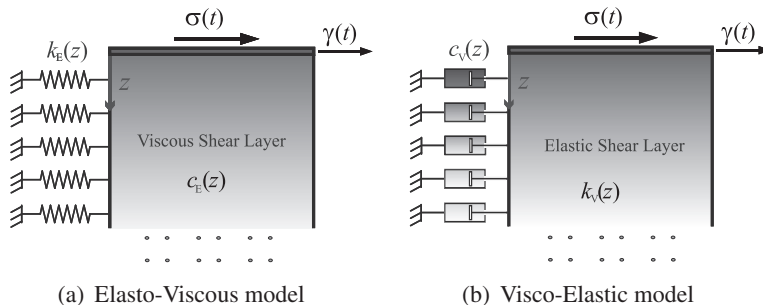 σ(t)
γ(t)
k_E(z)
z
Viscous Shear Layer
c_E(z)
(a) Elasto-Viscous model
σ(t)
γ(t)
c_V(z)
z
Elastic Shear Layer
k_V(z)
(b) Visco-Elastic model